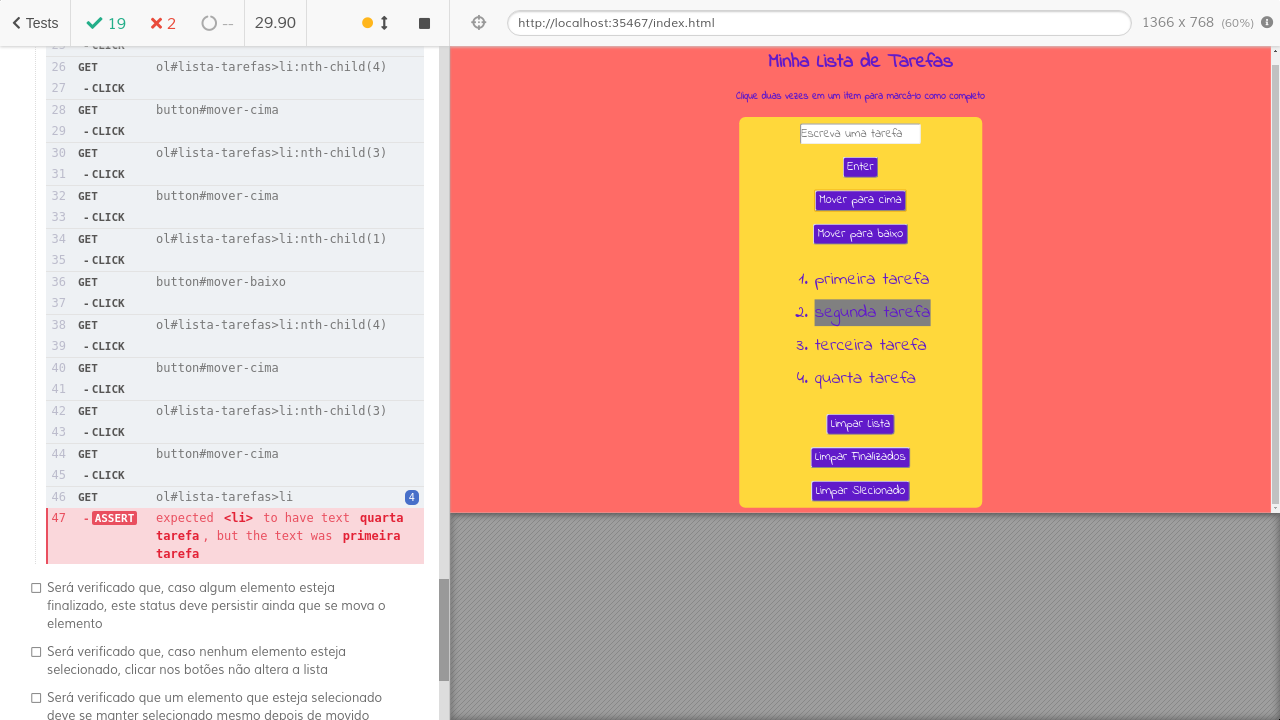 Tests
19
2
--
29.90
http://localhost:35467/index.html
1366 x 768 (60%)
- CLICK
26 GET ol#lista-tarefas>li:nth-child(4)
27 - CLICK
28 GET button#mover-cima
29 - CLICK
30 GET ol#lista-tarefas>li:nth-child(3)
31 - CLICK
32 GET button#mover-cima
33 - CLICK
34 GET ol#lista-tarefas>li:nth-child(1)
35 - CLICK
36 GET button#mover-baixo
37 - CLICK
38 GET ol#lista-tarefas>li:nth-child(4)
39 - CLICK
40 GET button#mover-cima
41 - CLICK
42 GET ol#lista-tarefas>li:nth-child(3)
43 - CLICK
44 GET button#mover-cima
45 - CLICK
46 GET ol#lista-tarefas>li 4
47 - ASSERT expected <li> to have text quarta
tarefa, but the text was primeira
tarefa
Será verificado que, caso algum elemento esteja
finalizado, este status deve persistir ainda que se mova o
elemento
Será verificado que, caso nenhum elemento esteja
selecionado, clicar nos botões não altera a lista
Será verificado que um elemento que esteja selecionado
deve se manter selecionado mesmo depois de movido
Minha Lista de Tarefas
Clique duas vezes em um item para marcá-lo como completo
Escreva uma tarefa
Enter
Mover para cima
Mover para baixo
1. primeira tarefa
2. segunda tarefa
3. terceira tarefa
4. quarta tarefa
Limpar Lista
Limpar Finalizados
Limpar Slecionado